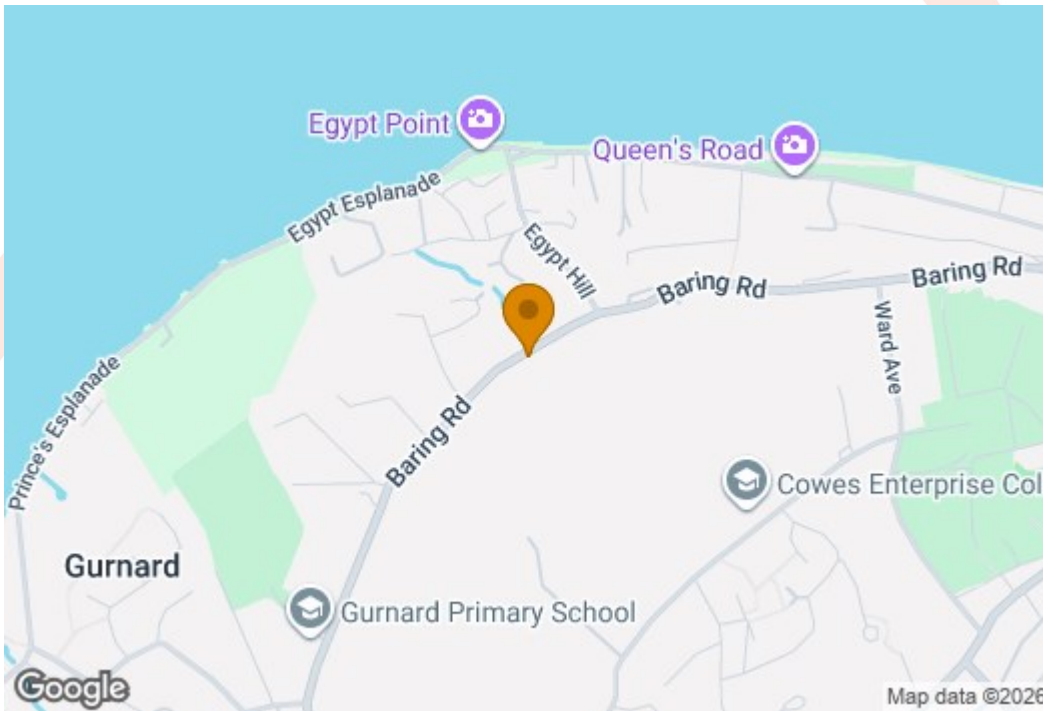 Egypt Point
Queen's Road
Egypt Esplanade
Egypt Hill
Baring Rd
Baring Rd
Ward Ave
Prince's Esplanade
Baring Rd
Cowes Enterprise Col
Gurnard
Gurnard Primary School
Google
Map data ©2026